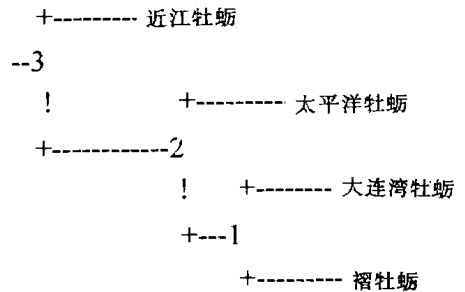 +--------- 近江牡蛎
--3
! +--------- 太平洋牡蛎
+-------------2
! +-------- 大连湾牡蛎
+---1
+--------- 褶牡蛎